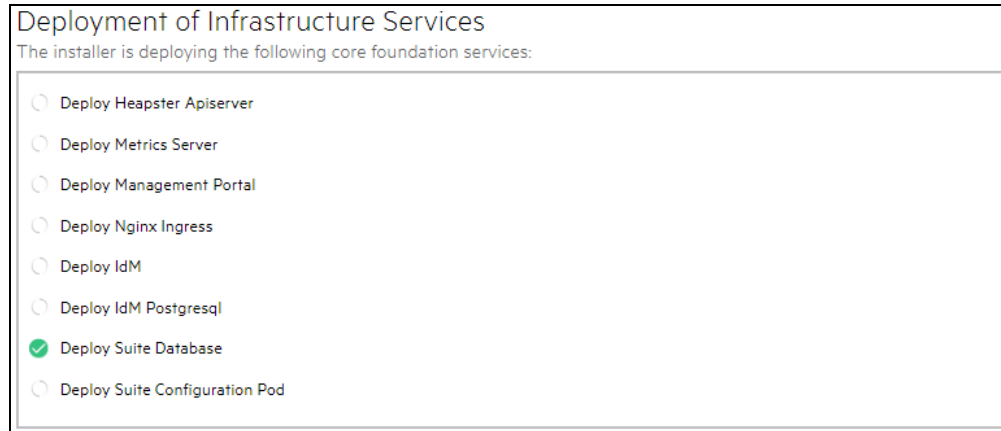 Deployment of Infrastructure Services
The installer is deploying the following core foundation services:
Deploy Heapster Apiserver
Deploy Metrics Server
Deploy Management Portal
Deploy Nginx Ingress
Deploy IdM
Deploy IdM Postgresql
Deploy Suite Database
Deploy Suite Configuration Pod